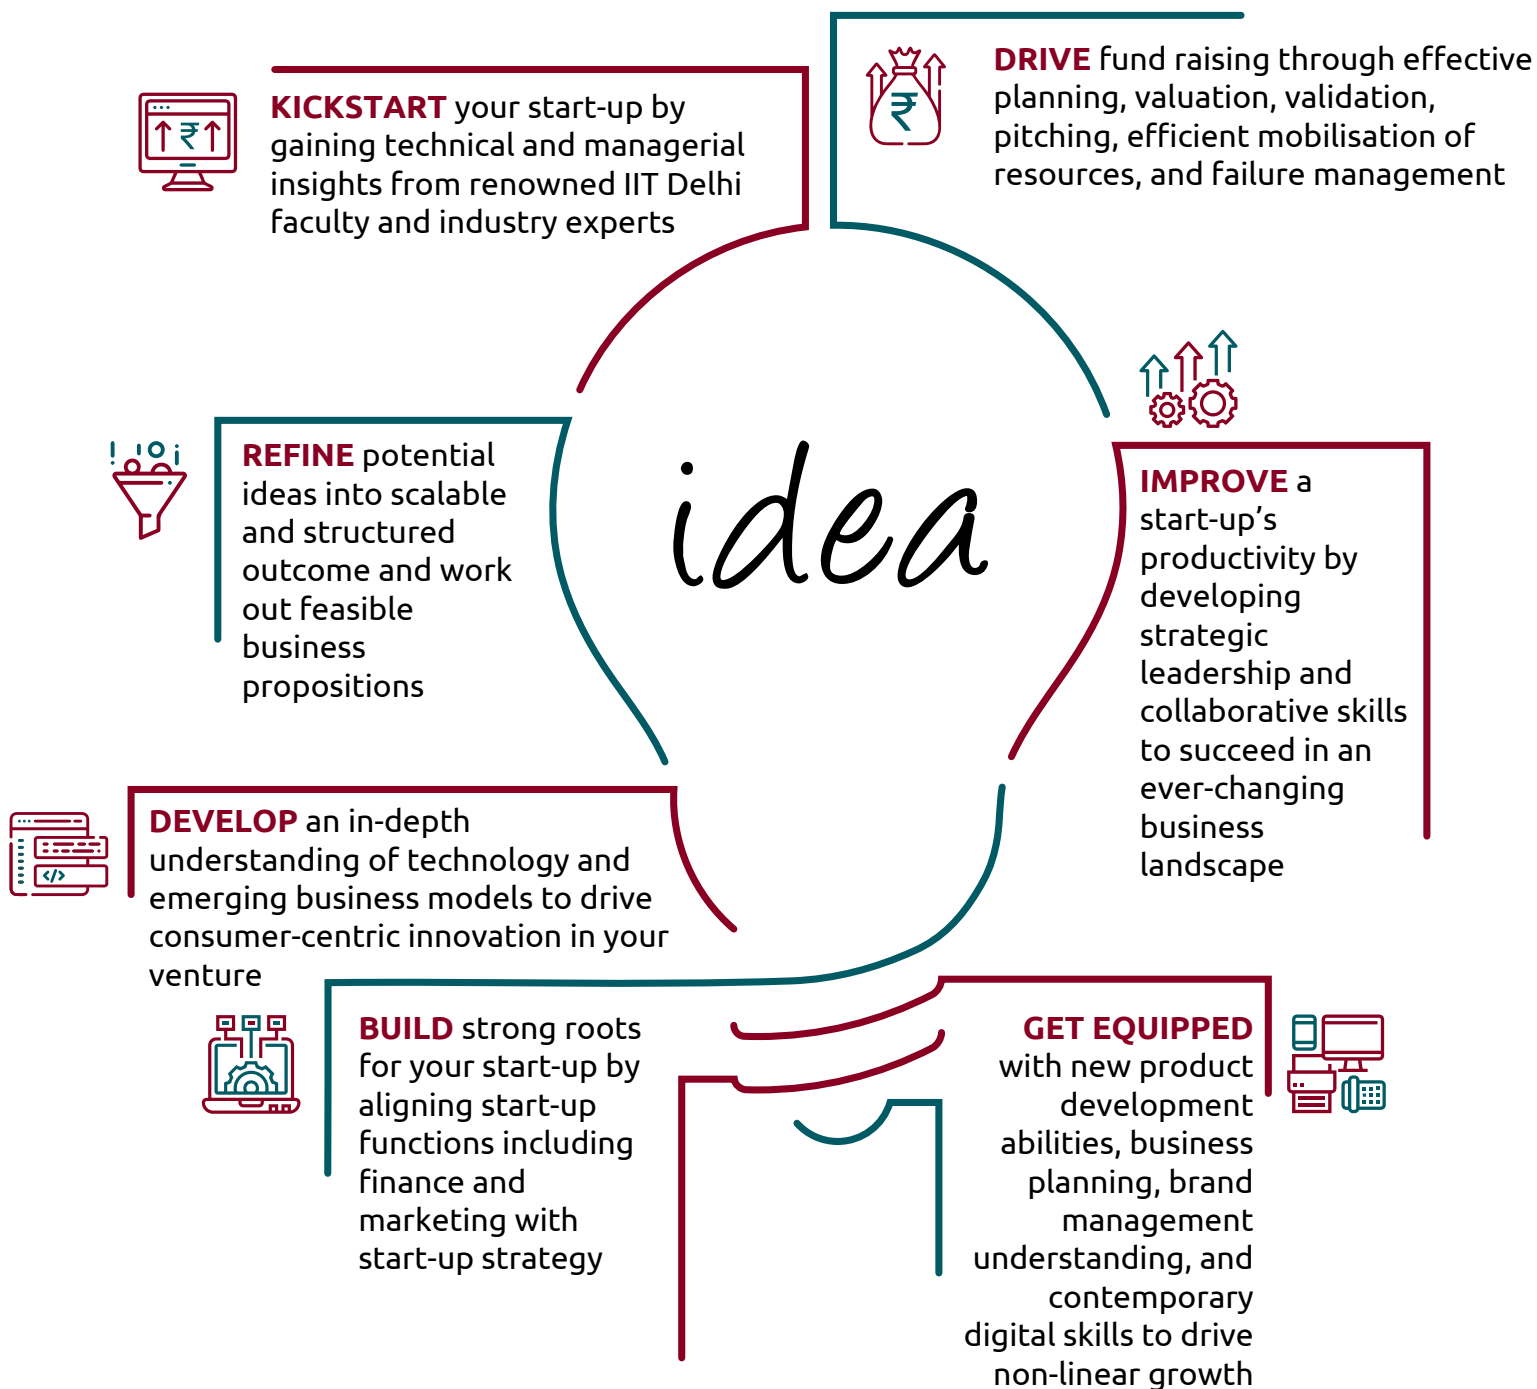 KICKSTART your start-up by
gaining technical and managerial
insights from renowned IIT Delhi
faculty and industry experts
DRIVE fund raising through effective
planning, valuation, validation,
pitching, efficient mobilisation of
resources, and failure management
REFINE potential
ideas into scalable
and structured
outcome and work
out feasible
business
propositions
idea
IMPROVE a
start-up’s
productivity by
developing
strategic
leadership and
collaborative skills
to succeed in an
ever-changing
business
landscape
DEVELOP an in-depth
understanding of technology and
emerging business models to drive
consumer-centric innovation in your
venture
BUILD strong roots
for your start-up by
aligning start-up
functions including
finance and
marketing with
start-up strategy
GET EQUIPPED
with new product
development
abilities, business
planning, brand
management
understanding, and
contemporary
digital skills to drive
non-linear growth